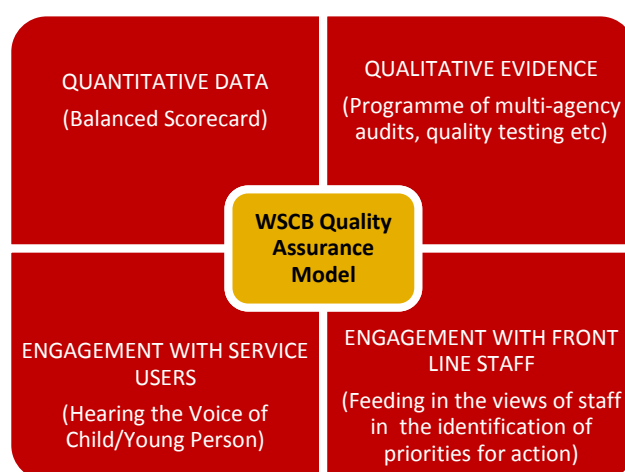 QUANTITATIVE DATA
(Balanced Scorecard)
QUALITATIVE EVIDENCE
(Programme of multi-agency
audits, quality testing etc)
WSCB Quality
Assurance
Model
ENGAGEMENT WITH SERVICE
USERS
(Hearing the Voice of
Child/Young Person)
ENGAGEMENT WITH FRONT
LINE STAFF
(Feeding in the views of staff
in the identification of
priorities for action)